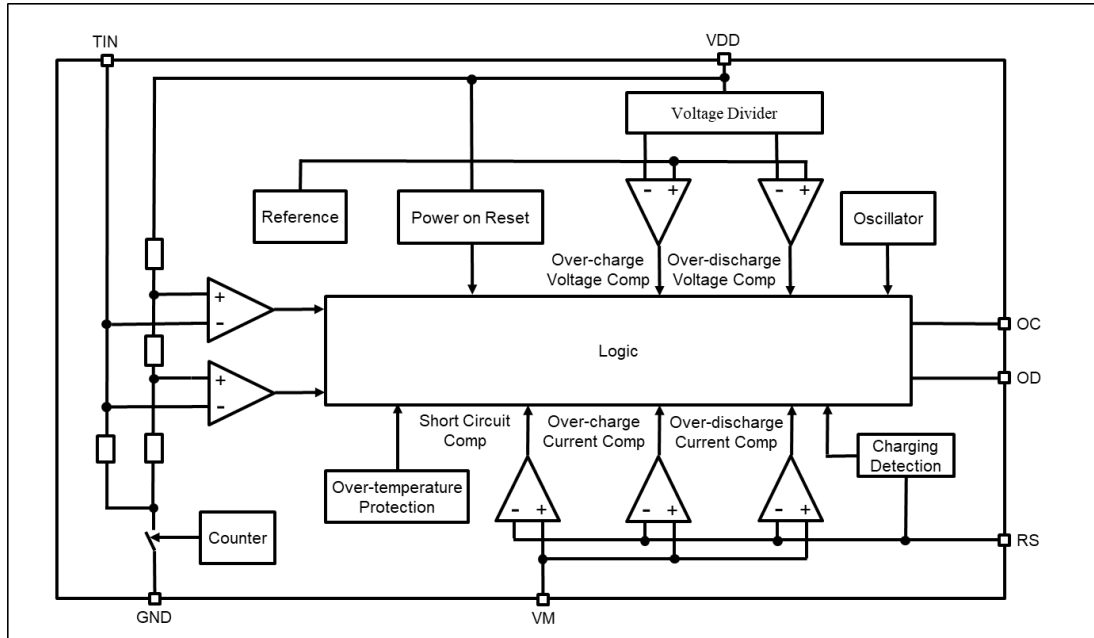 TIN
VDD
Voltage Divider
- +
- +
Reference
Power on Reset
Oscillator
Over-charge
Voltage Comp
Over-discharge
Voltage Comp
+
-
+
-
Logic
OC
OD
Short Circuit
Comp
Over-charge
Current Comp
Over-discharge
Current Comp
Charging
Detection
Over-temperature
Protection
- +
- +
- +
Counter
RS
GND
VM